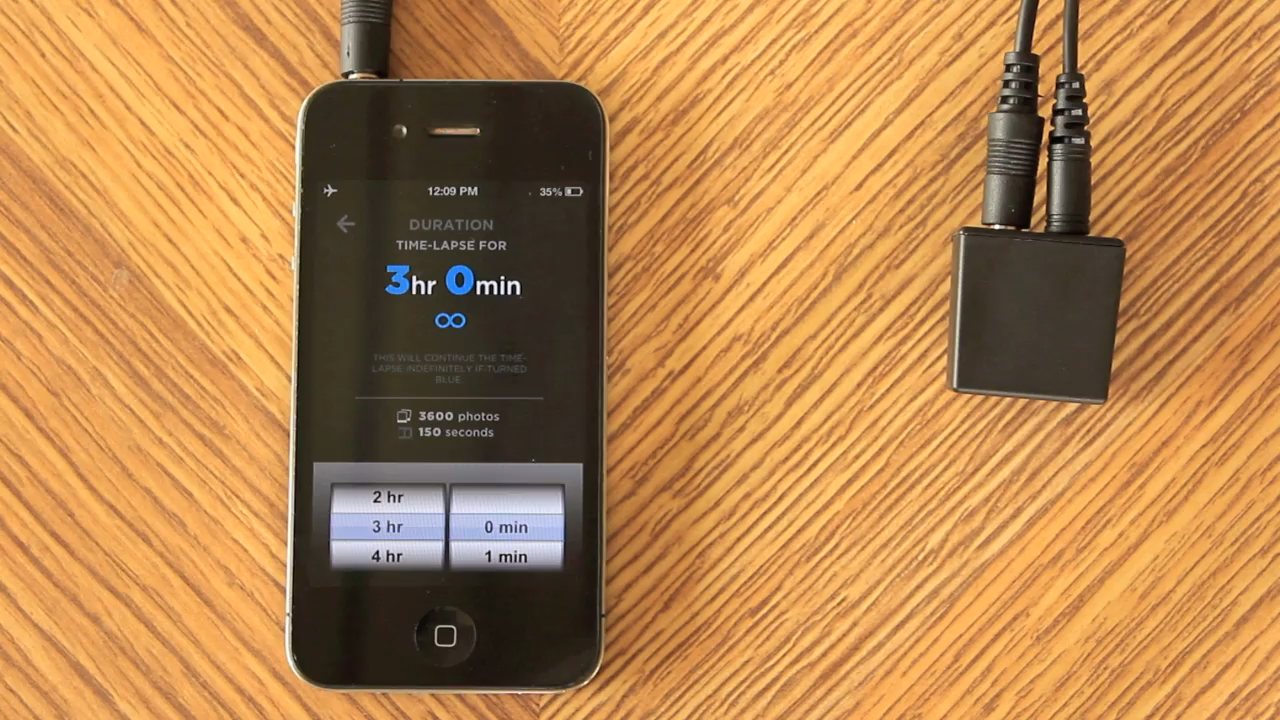 12:09 PM 35%
DURATION
TIME-LAPSE FOR
3hr 0min
∞
THIS WILL CONTINUE THE TIME-
LAPSE INDEFINITELY IF TURNED
BLUE.
3600 photos
150 seconds
2 hr
3 hr 0 min
4 hr 1 min